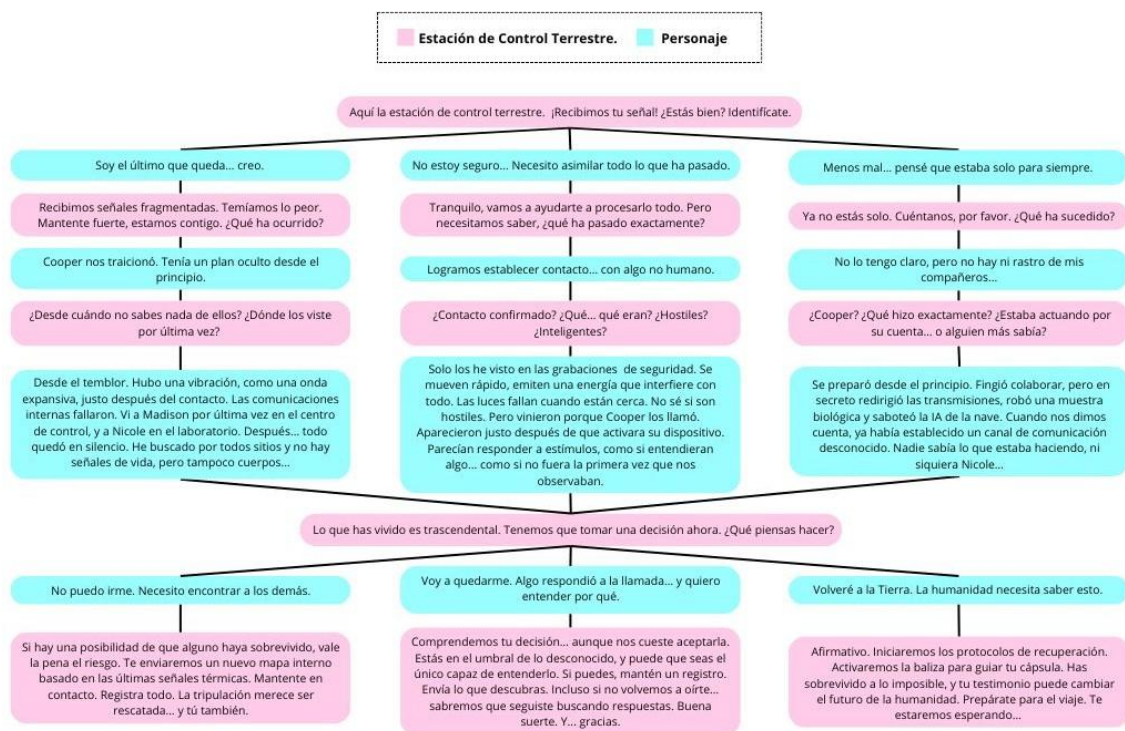 Estación de Control Terrestre.
Personaje
Aquí la estación de control terrestre. ¡Recibimos tu señal! ¿Estás bien? Identifícate.
Soy el último que queda... creo.
No estoy seguro... Necesito asimilar todo lo que ha pasado.
Menos mal... pensé que estaba solo para siempre.
Recibimos señales fragmentadas. Temíamos lo peor.
Mantente fuerte, estamos contigo. ¿Qué ha ocurrido?
Tranquilo, vamos a ayudarte a procesarlo todo. Pero
necesitamos saber, ¿qué ha pasado exactamente?
Ya no estás solo. Cuéntanos, por favor. ¿Qué ha sucedido?
Cooper nos traicionó. Tenía un plan oculto desde el
principio.
Logramos establecer contacto... con algo no humano.
No lo tengo claro, pero no hay ni rastro de mis
compañeros...
¿Desde cuándo no sabes nada de ellos? ¿Dónde los viste
por última vez?
¿Contacto confirmado? ¿Qué... qué eran? ¿Hostiles?
¿Inteligentes?
¿Cooper? ¿Qué hizo exactamente? ¿Estaba actuando por
su cuenta... o alguien más sabía?
Desde el temblor. Hubo una vibración, como una onda
expansiva, justo después del contacto. Las comunicaciones
internas fallaron. Vi a Madison por última vez en el centro
de control, y a Nicole en el laboratorio. Después... todo
quedó en silencio. He buscado por todos sitios y no hay
señales de vida, pero tampoco cuerpos...
Solo los he visto en las grabaciones de seguridad. Se
mueven rápido, emiten una energía que interfiere con
todo. Las luces fallan cuando están cerca. No sé si son
hostiles. Pero vinieron porque Cooper los llamó.
Aparecieron justo después de que activara su dispositivo.
Parecían responder a estímulos, como si entendieran
algo... como si no fuera la primera vez que nos
observaban.
Se preparó desde el principio. Fingió colaborar, pero en
secreto redirigió las transmisiones, robó una muestra
biológica y saboteó la IA de la nave. Cuando nos dimos
cuenta, ya había establecido un canal de comunicación
desconocido. Nadie sabía lo que estaba haciendo, ni
siquiera Nicole...
Lo que has vivido es trascendental. Tenemos que tomar una decisión ahora. ¿Qué piensas hacer?
No puedo irme. Necesito encontrar a los demás.
Voy a quedarme. Algo respondió a la llamada... y quiero
entender por qué.
Volveré a la Tierra. La humanidad necesita saber esto.
Si hay una posibilidad de que alguno haya sobrevivido, vale
la pena el riesgo. Te enviaremos un nuevo mapa interno
basado en las últimas señales térmicas. Mantente en
contacto. Registra todo. La tripulación merece ser
rescatada... y tú también.
Comprendemos tu decisión... aunque nos cueste aceptarla.
Estás en el umbral de lo desconocido, y puede que seas el
único capaz de entenderlo. Si puedes, mantén un registro.
Envía lo que descubras. Incluso si no volvemos a oírte...
sabremos que seguiste buscando respuestas. Buena
suerte. Y... gracias.
Afirmativo. Iniciaremos los protocolos de recuperación.
Activaremos la baliza para guiar tu cápsula. Has
sobrevivido a lo imposible, y tu testimonio puede cambiar
el futuro de la humanidad. Prepárate para el viaje. Te
estaremos esperando...